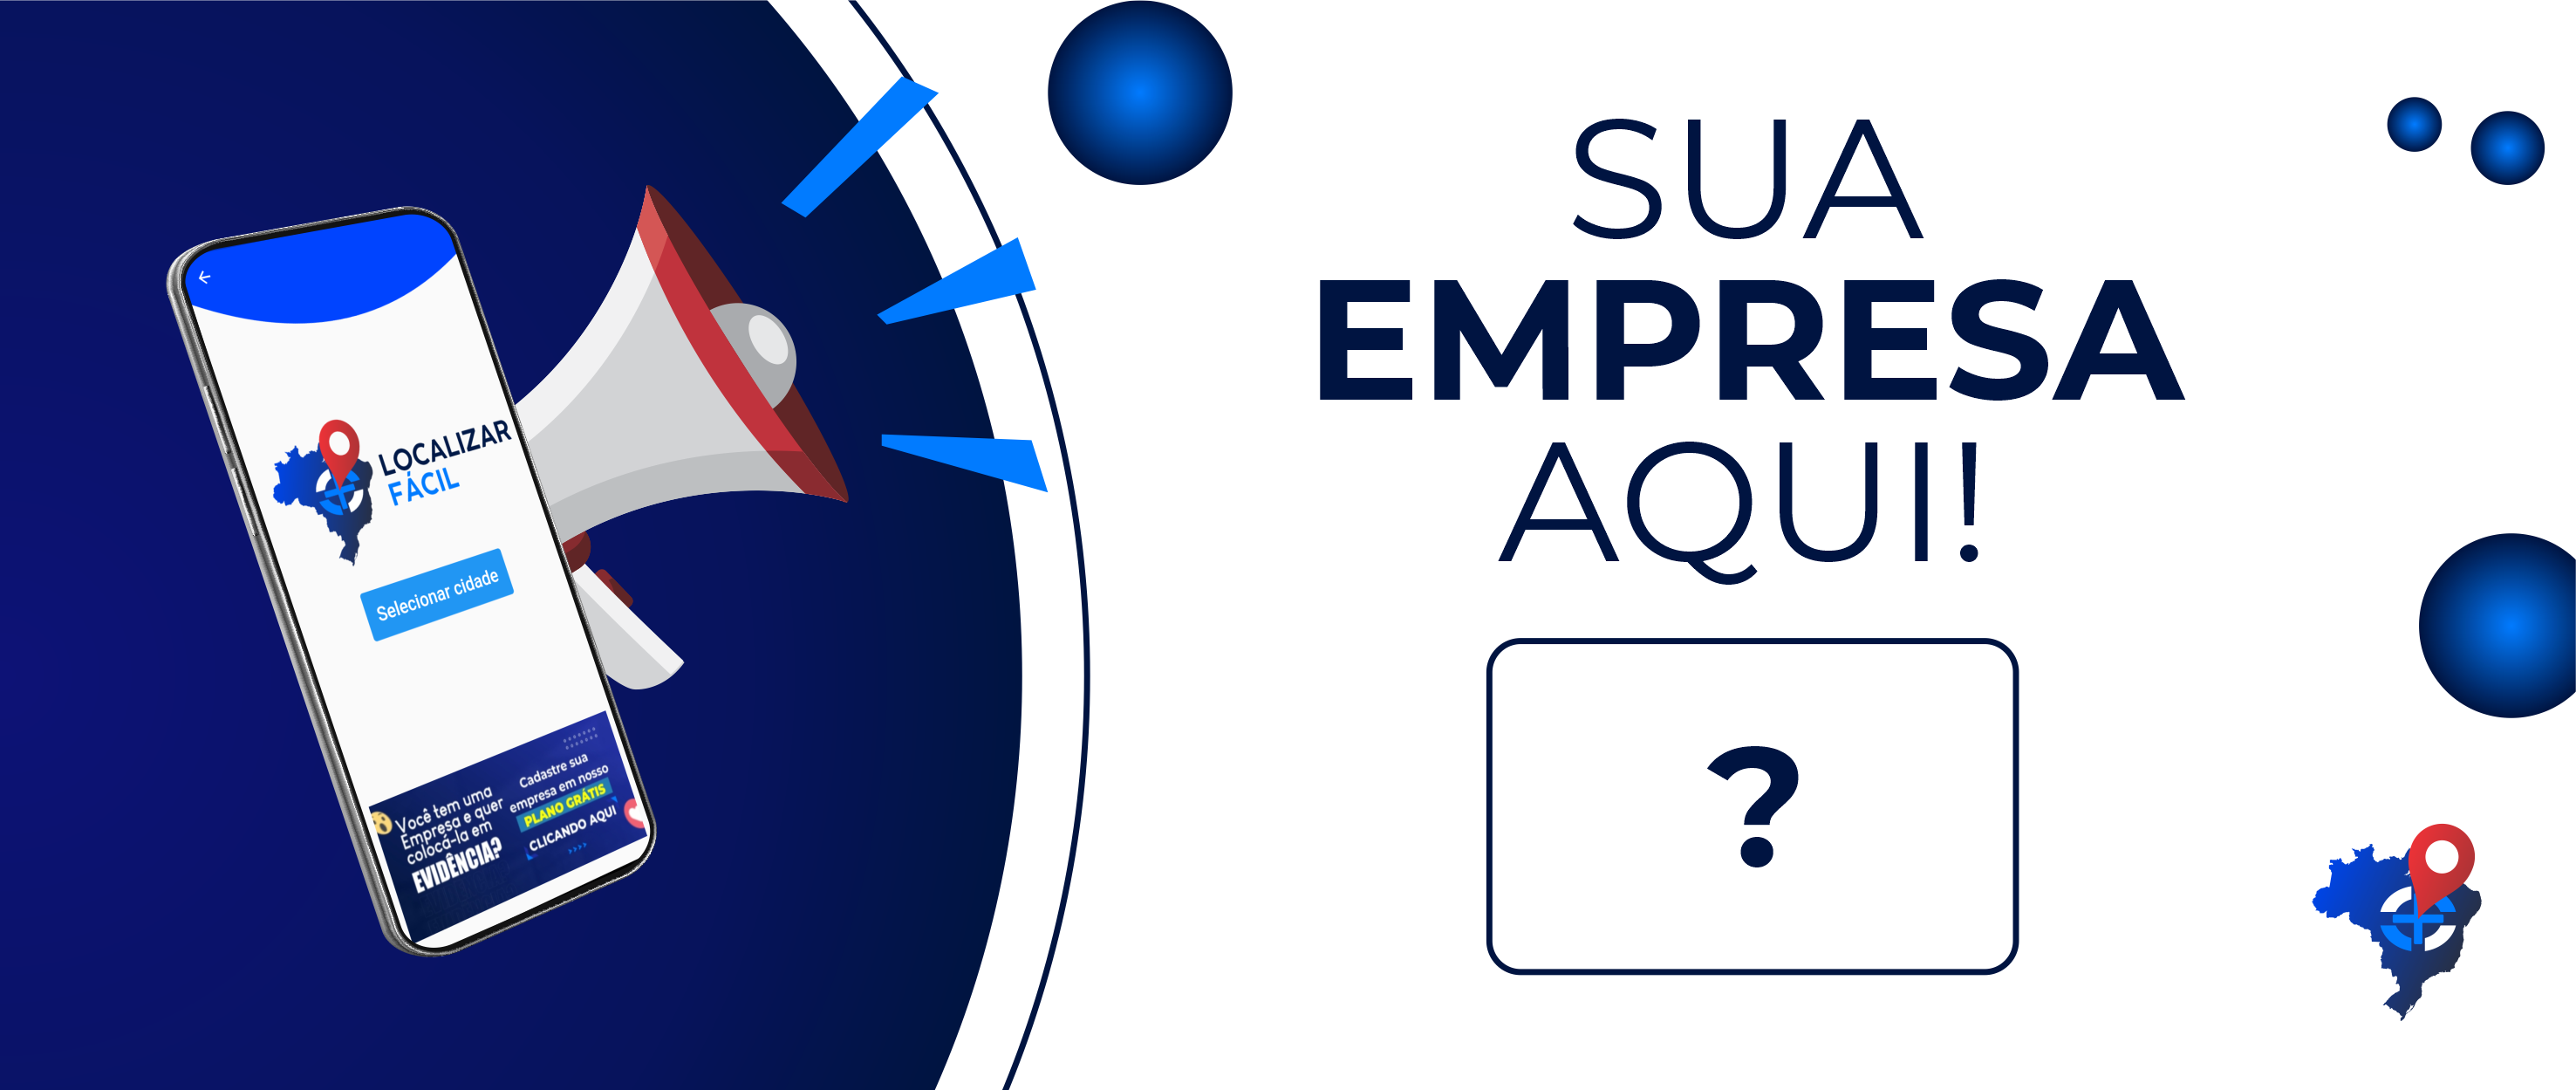 LOCALIZAR
FÁCIL
Selecionar cidade
Você tem uma
Empresa e quer
colocá-la em
EVIDÊNCIA?
Cadastre sua
empresa em nosso
PLANO GRÁTIS
CLICANDO AQUI
SUA
EMPRESA
AQUI!
?